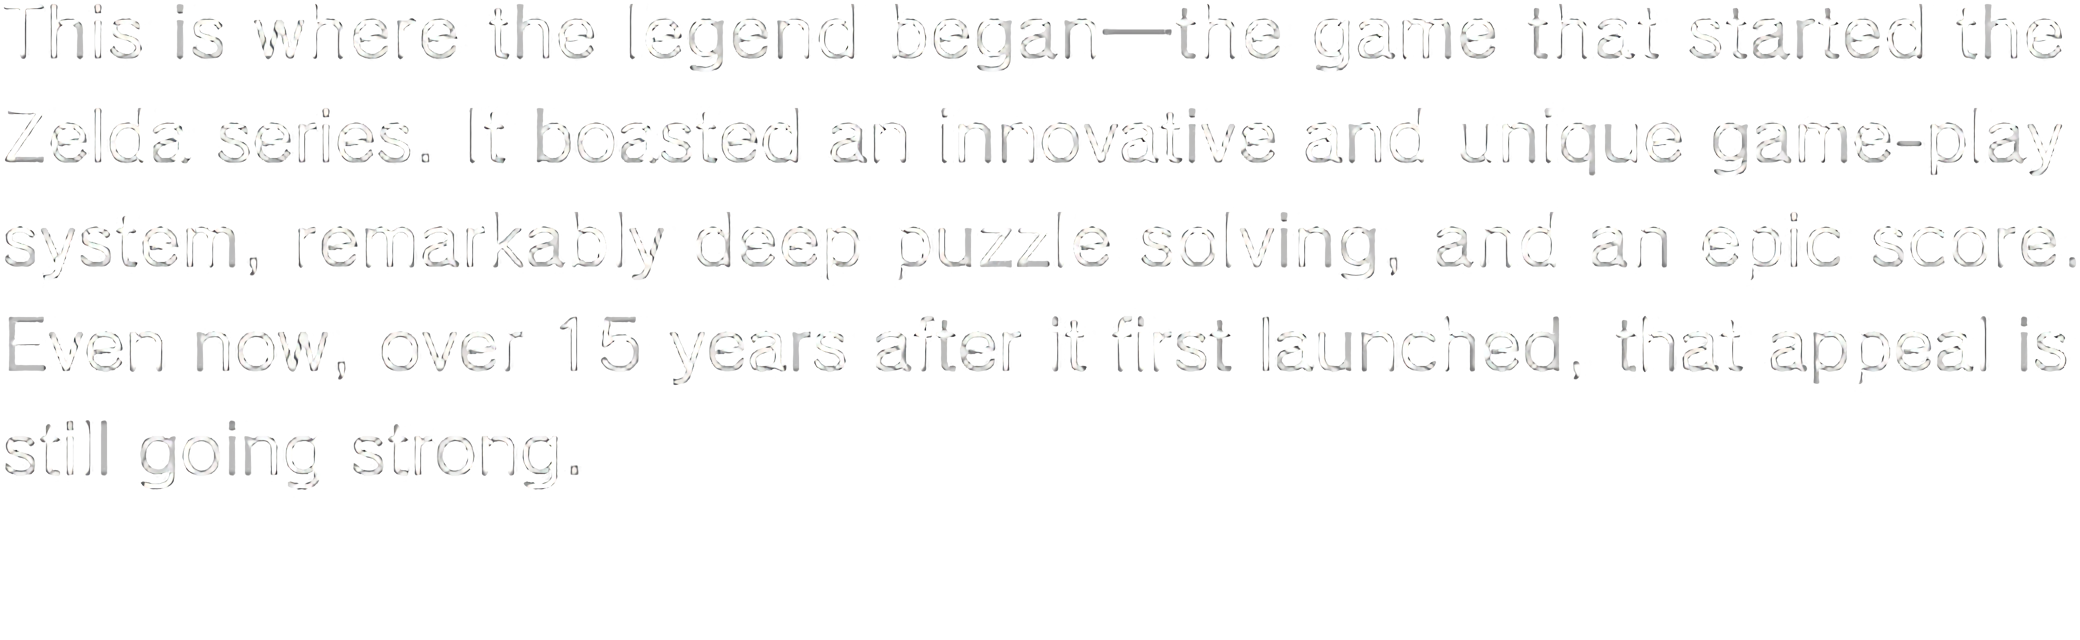 This is where the legend began—the game that started the
Zelda series. It boasted an innovative and unique game-play
system, remarkably deep puzzle solving, and an epic score.
Even now, over 15 years after it first launched, that appeal is
still going strong.